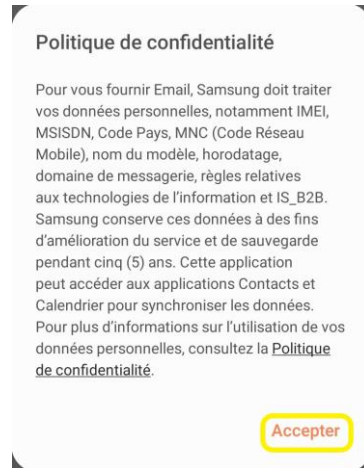 Politique de confidentialité
Pour vous fournir Email, Samsung doit traiter
vos données personnelles, notamment IMEI,
MSISDN, Code Pays, MNC (Code Réseau
Mobile), nom du modèle, horodatage,
domaine de messagerie, règles relatives
aux technologies de l'information et IS_B2B.
Samsung conserve ces données à des fins
d'amélioration du service et de sauvegarde
pendant cinq (5) ans. Cette application
peut accéder aux applications Contacts et
Calendrier pour synchroniser les données.
Pour plus d'informations sur l'utilisation de vos
données personnelles, consultez la Politique
de confidentialité.
Accepter